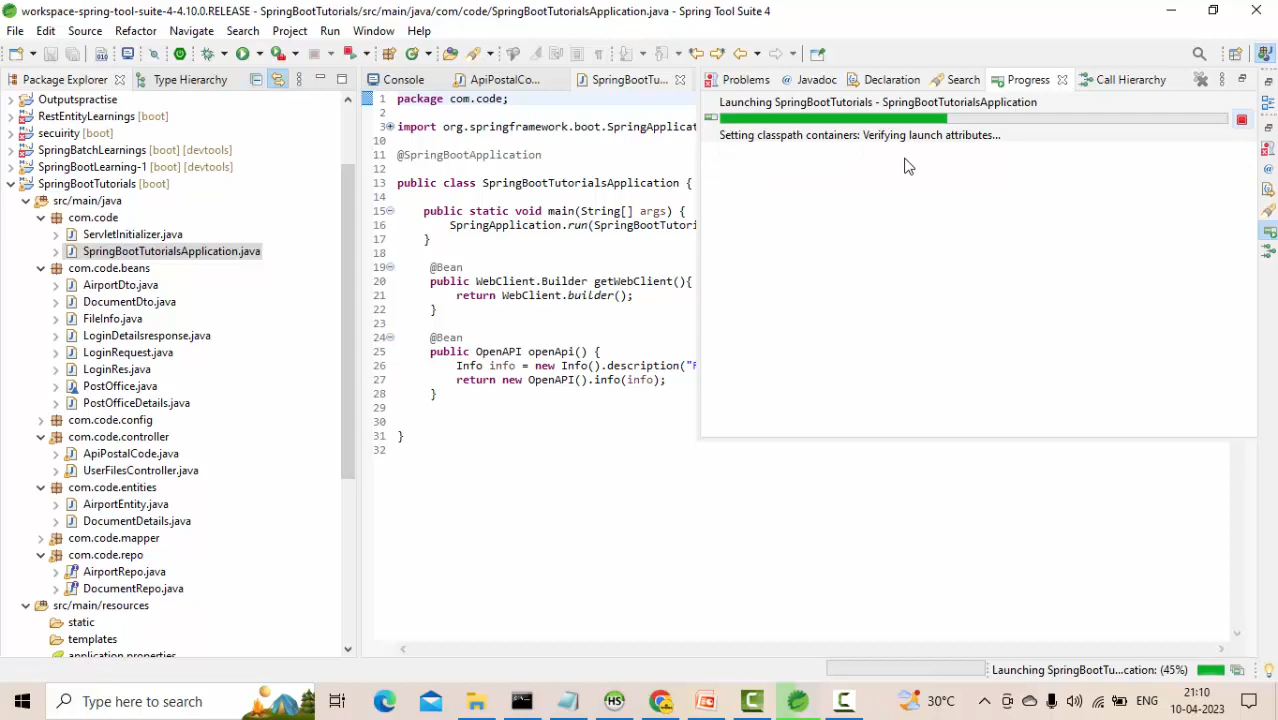 workspace-spring-tool-suite-4-4.10.0.RELEASE - SpringBootTutorials/src/main/java/com/code/SpringBootTutorialsApplication.java - Spring Tool Suite 4
File Edit Source Refactor Navigate Search Project Run Window Help
Package Explorer Type Hierarchy
Console ApiPostalCo... SpringBootTu...
Problems Javadoc Declaration Search Progress Call Hierarchy
Outputspractise
RestEntityLearnings [boot]
secuirity
SpringBatchLearnings [boot] [devtools]
SpringBootLearning-1 [boot] [devtools]
SpringBootTutorials [boot]
src/main/java
com.code
ServletInitializer.java
SpringBootTutorialsApplication.java
com.code.beans
AirportDto.java
DocumentDto.java
FileInfo.java
LoginDetailsresponse.java
LoginRequest.java
LoginRes.java
PostOffice.java
PostOfficeDetails.java
com.code.config
com.code.controller
ApiPostalCode.java
UserFilesController.java
com.code.entities
AirportEntity.java
DocumentDetails.java
com.code.mapper
com.code.repo
AirportRepo.java
DocumentRepo.java
src/main/resources
static
templates
application.properties
1 package com.code;
2
3 import org.springframework.boot.SpringApplicat
10
11 @SpringBootApplication
12
13 public class SpringBootTutorialsApplication {
14
15 public static void main(String[] args) {
16 SpringApplication.run(SpringBootTutori
17 }
18
19 @Bean
20 public WebClient.Builder getWebClient(){
21 return WebClient.builder();
22 }
23
24 @Bean
25 public OpenAPI openApi() {
26 Info info = new Info().description("F
27 return new OpenAPI().info(info);
28 }
29
30
31 }
32
Launching SpringBootTutorials - SpringBootTutorialsApplication
Setting classpath containers: Verifying launch attributes...
Launching SpringBootTu...cation: (45%)
Type here to search
30°C
ENG
21:10
10-04-2023